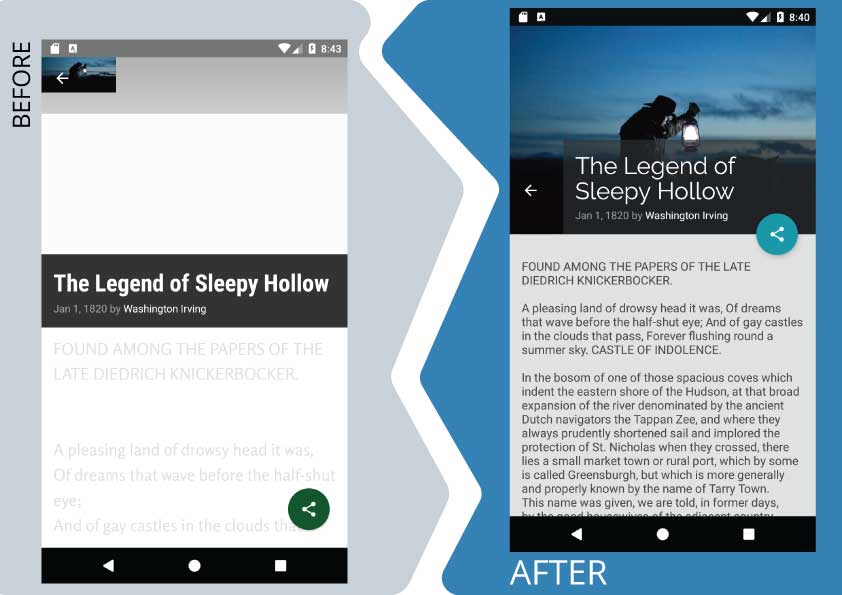 BEFORE
8:43
The Legend of Sleepy Hollow
Jan 1, 1820 by Washington Irving
FOUND AMONG THE PAPERS OF THE
LATE DIEDRICH KNICKERBOCKER.
A pleasing land of drowsy head it was,
Of dreams that wave before the half-shut
eye;
And of gay castles in the clouds tha
8:40
The Legend of
Sleepy Hollow
Jan 1, 1820 by Washington Irving
FOUND AMONG THE PAPERS OF THE LATE
DIEDRICH KNICKERBOCKER.
A pleasing land of drowsy head it was, Of dreams
that wave before the half-shut eye; And of gay castles
in the clouds that pass, Forever flushing round a
summer sky. CASTLE OF INDOLENCE.
In the bosom of one of those spacious coves which
indent the eastern shore of the Hudson, at that broad
expansion of the river denominated by the ancient
Dutch navigators the Tappan Zee, and where they
always prudently shortened sail and implored the
protection of St. Nicholas when they crossed, there
lies a small market town or rural port, which by some
is called Greensburgh, but which is more generally
and properly known by the name of Tarry Town.
This name was given, we are told, in former days,
by the good housewives of the adjacent country
AFTER